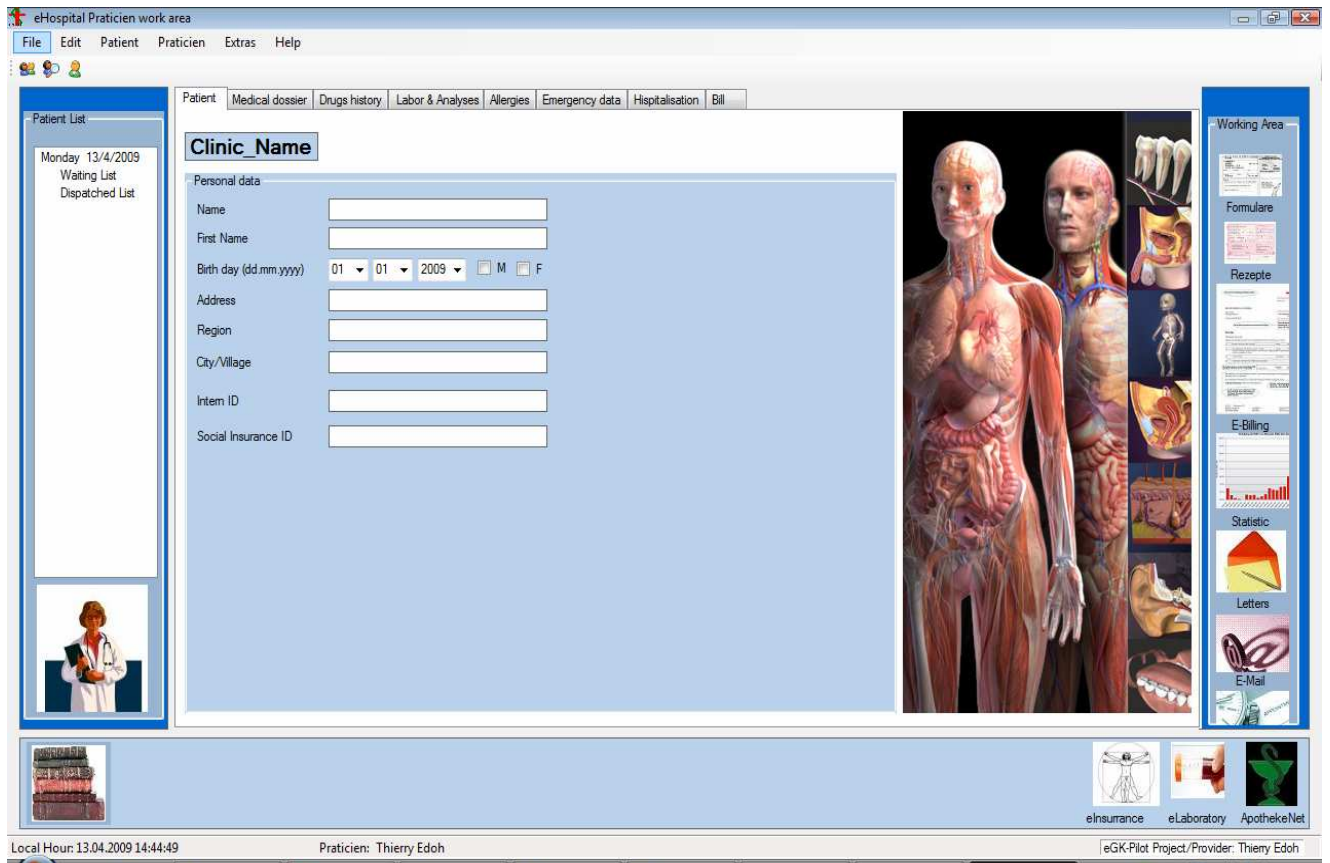 eHospital Praticien work area
File Edit Patient Praticien Extras Help
Patient Medical dossier Drugs history Labor & Analyses Allergies Emergency data Hispitalisation Bill
Patient List
Monday 13/4/2009
Waiting List
Dispatched List
Clinic_Name
Personal data
Name
First Name
Birth day (dd.mm.yyyy) 01 01 2009 M F
Address
Region
City/Village
Intern ID
Social Insurance ID
Working Area
Formulare
Rezepte
E-Billing
Statistic
Letters
E-Mail
eInsurrance eLaboratory ApothekeNet
Local Hour: 13.04.2009 14:44:49 Praticien: Thierry Edoh eGK-Pilot Project/Provider: Thierry Edoh